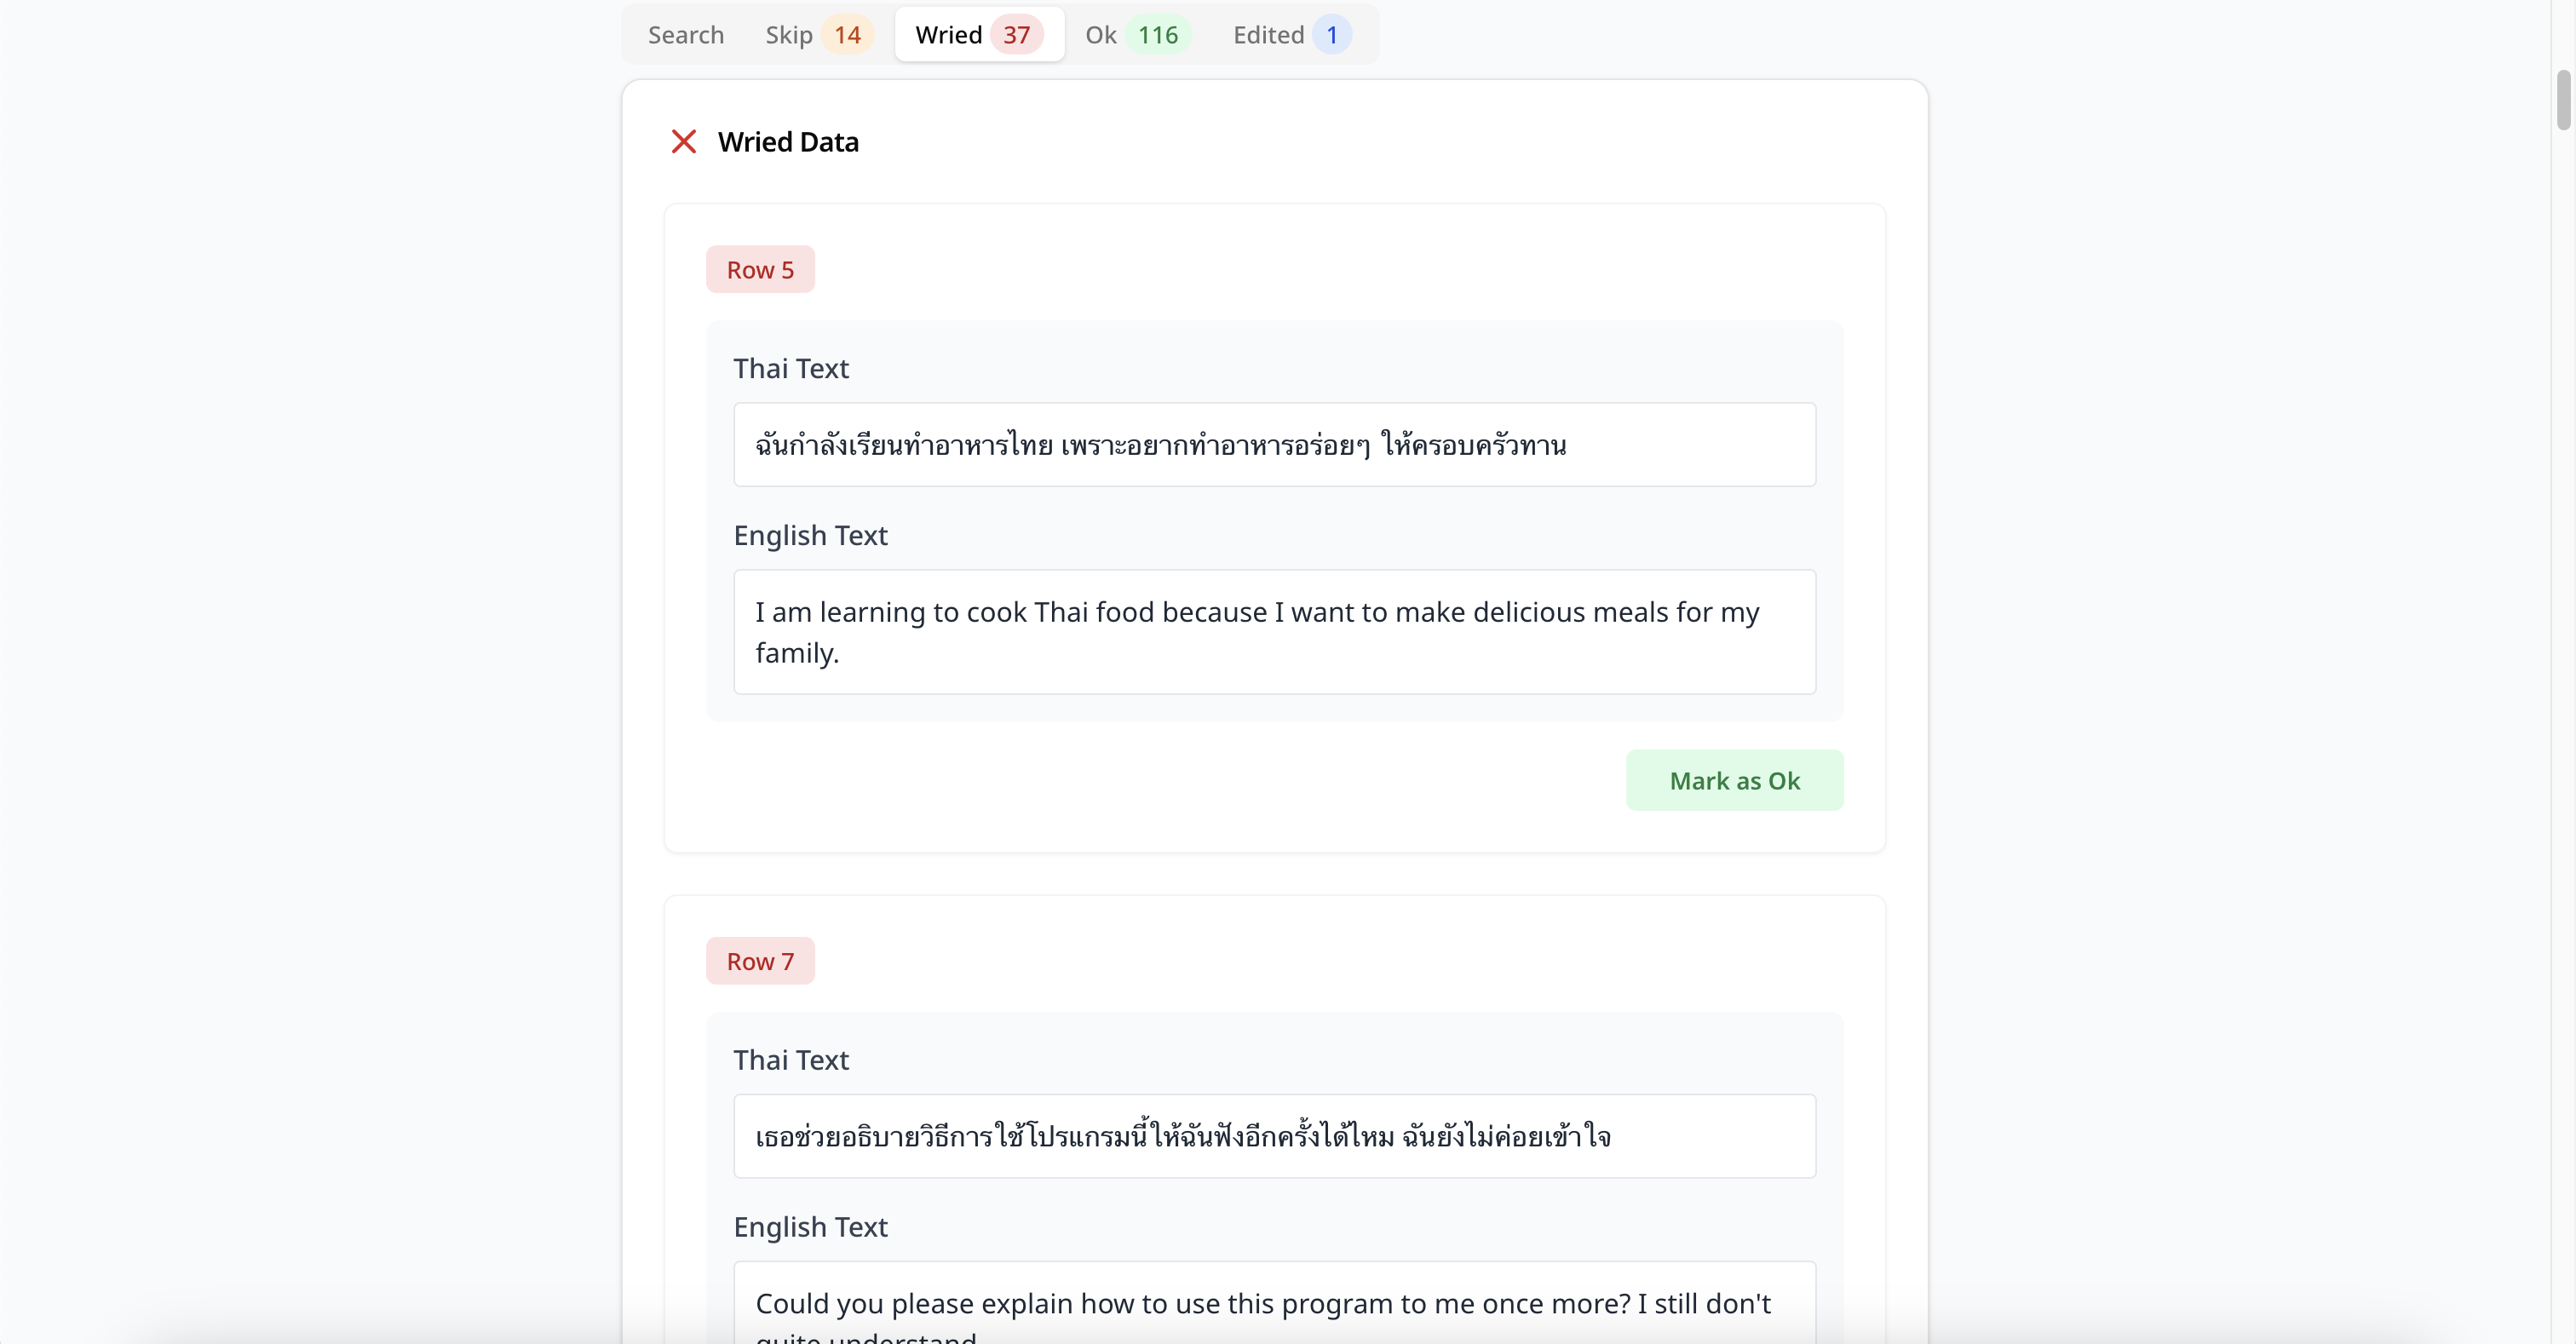 Search Skip 14 Wried 37 Ok 116 Edited 1
Wried Data
Row 5
Thai Text
ฉันกำลังเรียนทำอาหารไทย เพราะอยากทำอาหารอร่อยๆ ให้ครอบครัวทาน
English Text
I am learning to cook Thai food because I want to make delicious meals for my
family.
Mark as Ok
Row 7
Thai Text
เธอช่วยอธิบายวิธีการใช้โปรแกรมนี้ให้ฉันฟังอีกครั้งได้ไหม ฉันยังไม่ค่อยเข้าใจ
English Text
Could you please explain how to use this program to me once more? I still don't
quite understand